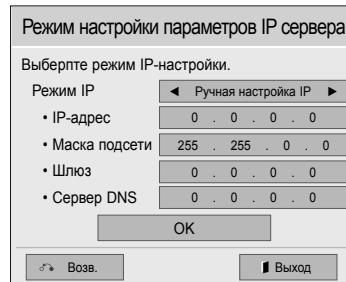 Режим настройки параметров IP сервера
Выберпте режим IP-настройки.
Режим IP ◄ Ручная настройка IP ►
• IP-адрес 0 . 0 . 0 . 0
• Маска подсети 255 . 255 . 0 . 0
• Шлюз 0 . 0 . 0 . 0
• Сервер DNS 0 . 0 . 0 . 0
OK
Возв. Выход